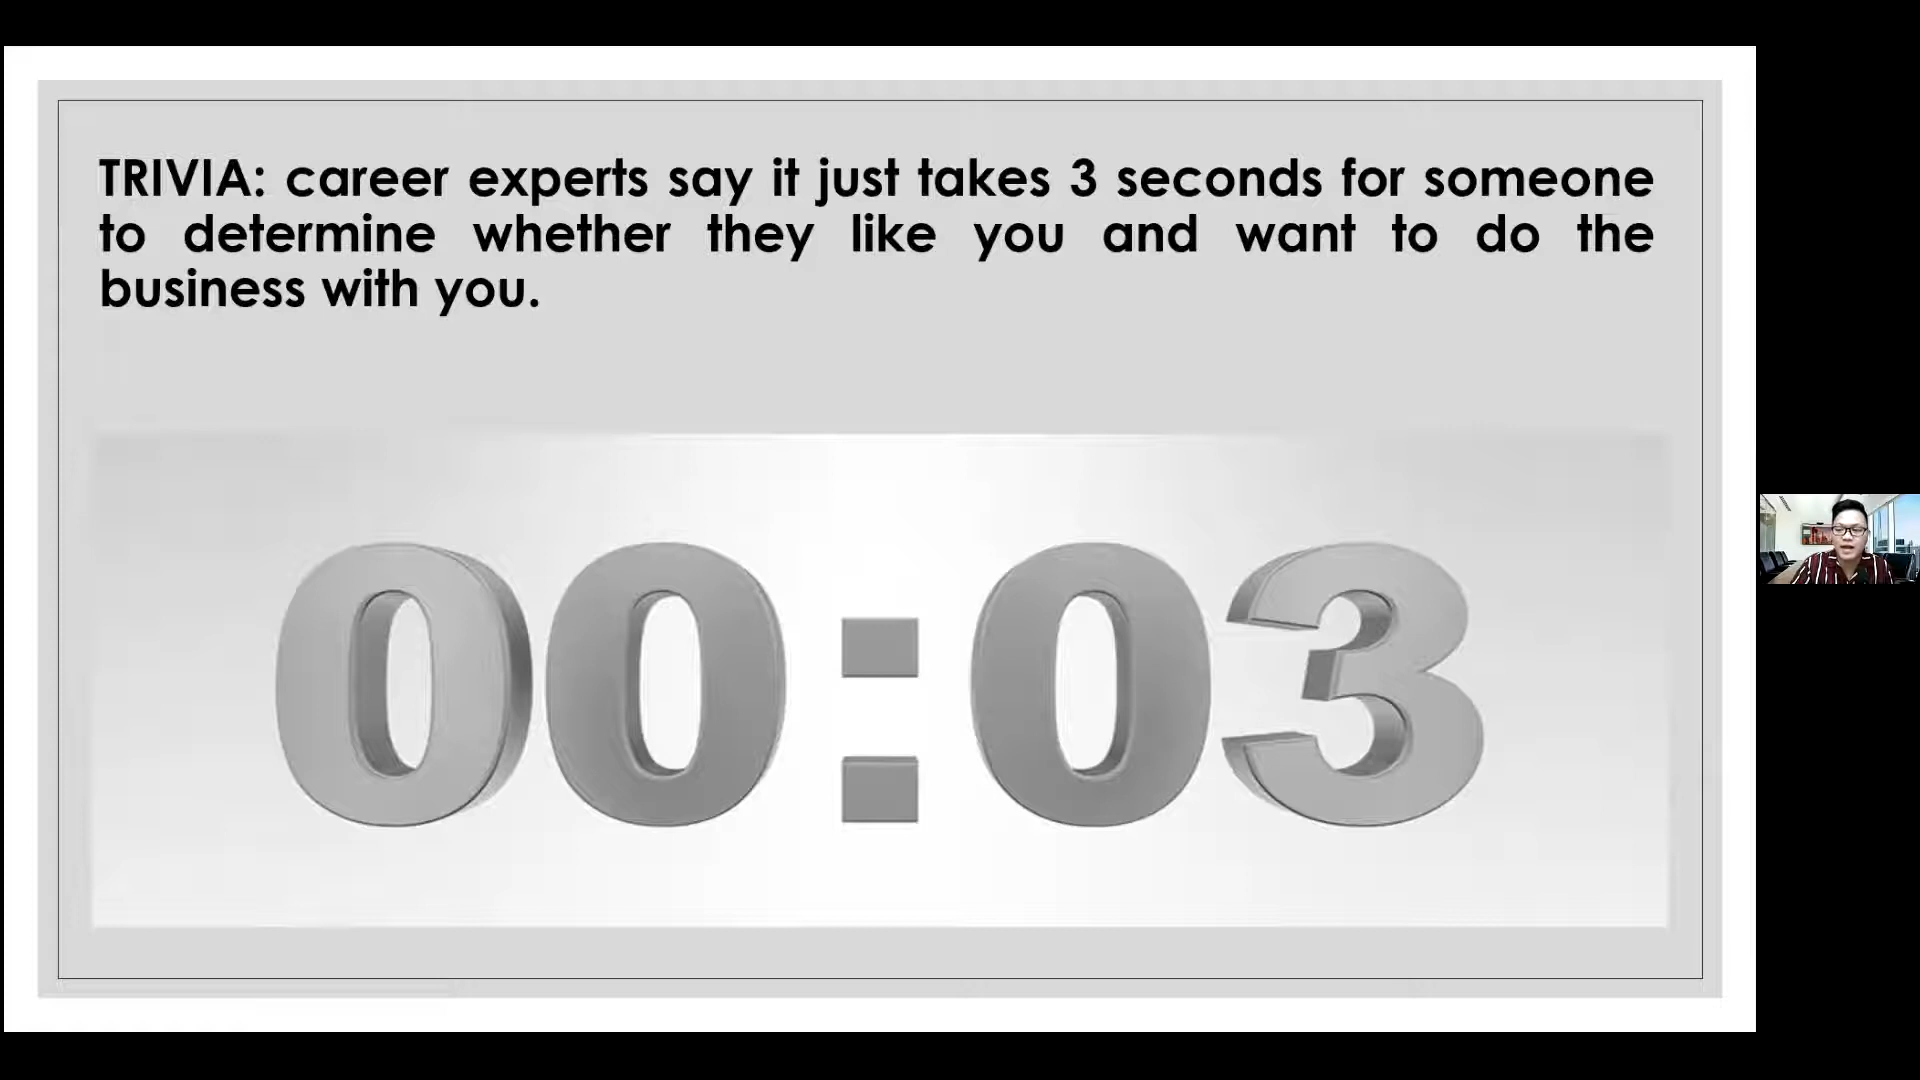 TRIVIA: career experts say it just takes 3 seconds for someone
to determine whether they like you and want to do the
business with you.
00:03